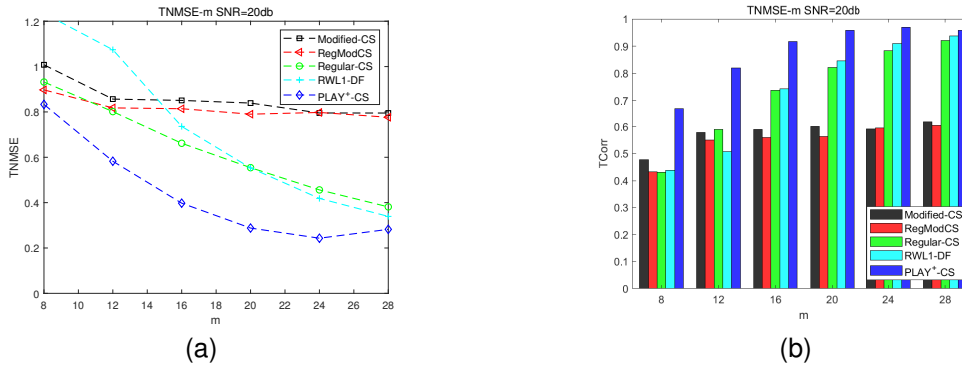 TNMSE-m SNR=20db
1.2
1
0.8
0.6
0.4
0.2
0
TNMSE
8 10 12 14 16 18 20 22 24 26 28
m
Modified-CS
RegModCS
Regular-CS
RWL1-DF
PLAY⁺-CS
(a)
TNMSE-m SNR=20db
1
0.9
0.8
0.7
0.6
0.5
0.4
0.3
0.2
0.1
0
TCorr
8 12 16 20 24 28
m
Modified-CS
RegModCS
Regular-CS
RWL1-DF
PLAY⁺-CS
(b)